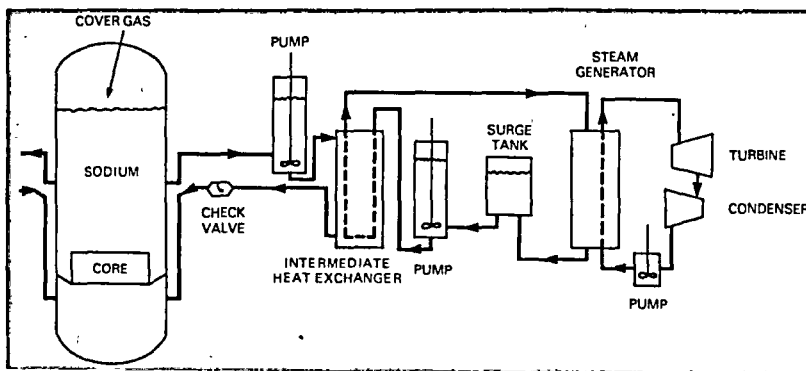 COVER GAS
PUMP
STEAM
GENERATOR
SURGE
TANK
TURBINE
SODIUM
CONDENSER
CHECK
VALVE
CORE
INTERMEDIATE
HEAT EXCHANGER
PUMP
PUMP